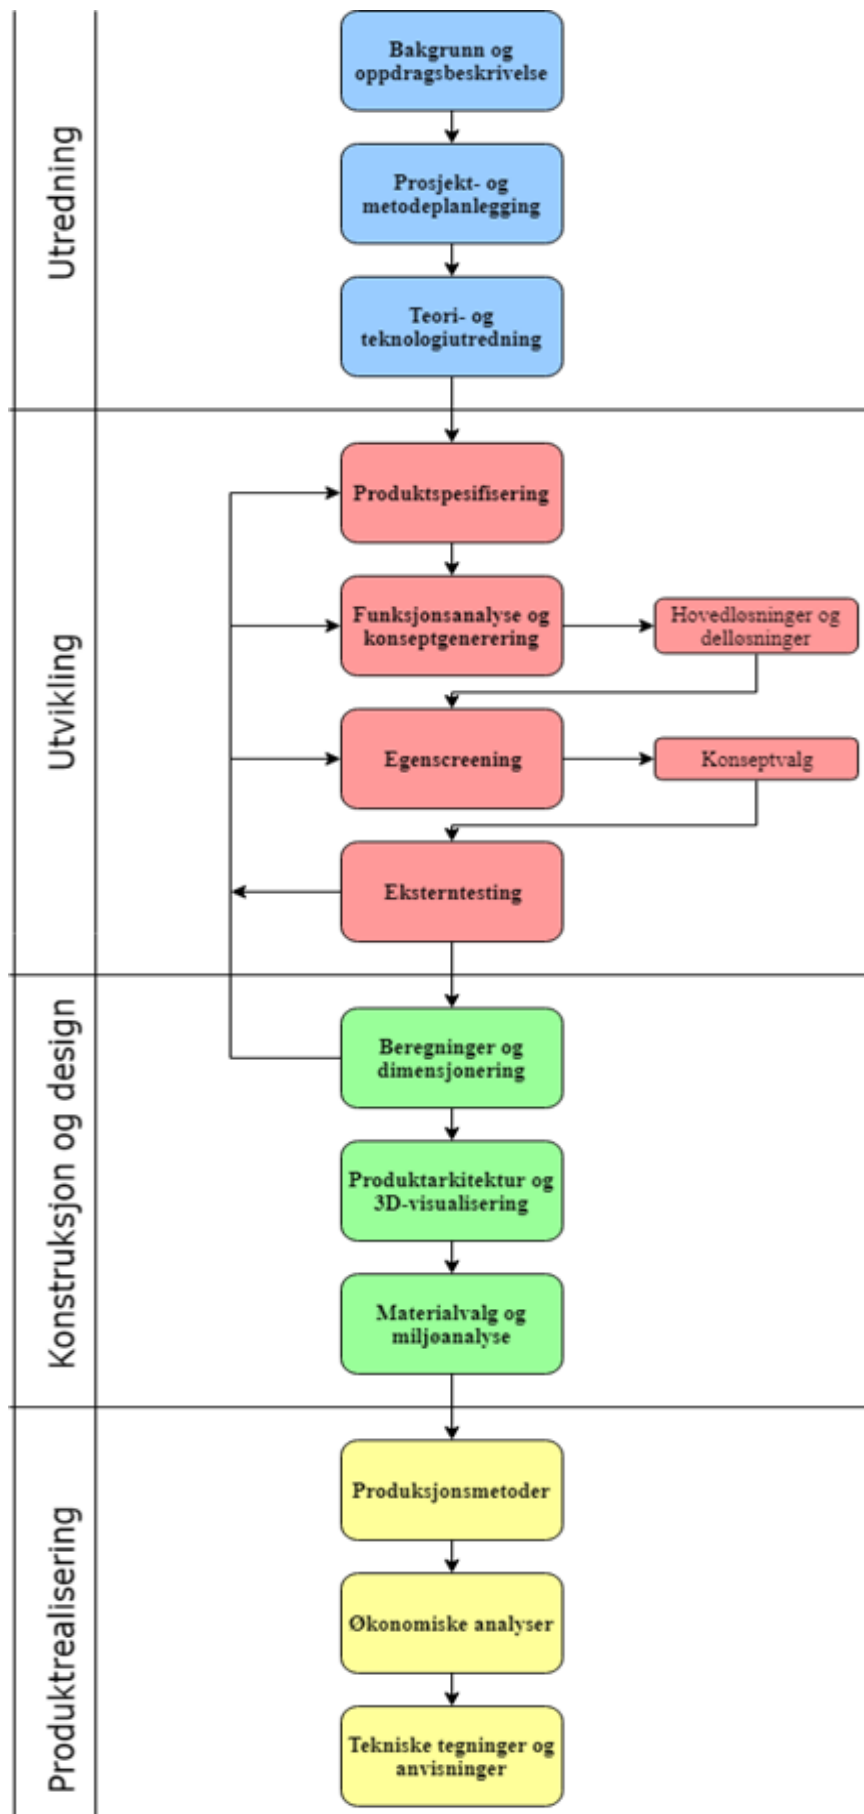 Utredning
Bakgrunn og
oppdragsbeskrivelse
Prosjekt- og
metodeplanlegging
Teori- og
teknologiutredning
Utvikling
Produktspesifisering
Funksjonsanalyse og
konseptgenerering
Hovedløsninger og
delløsninger
Egenscreening
Konseptvalg
Eksterntesting
Konstruksjon og design
Beregninger og
dimensjonering
Produktarkitektur og
3D-visualisering
Materialvalg og
miljøanalyse
Produktrealisering
Produksjonsmetoder
Økonomiske analyser
Tekniske tegninger og
anvisninger